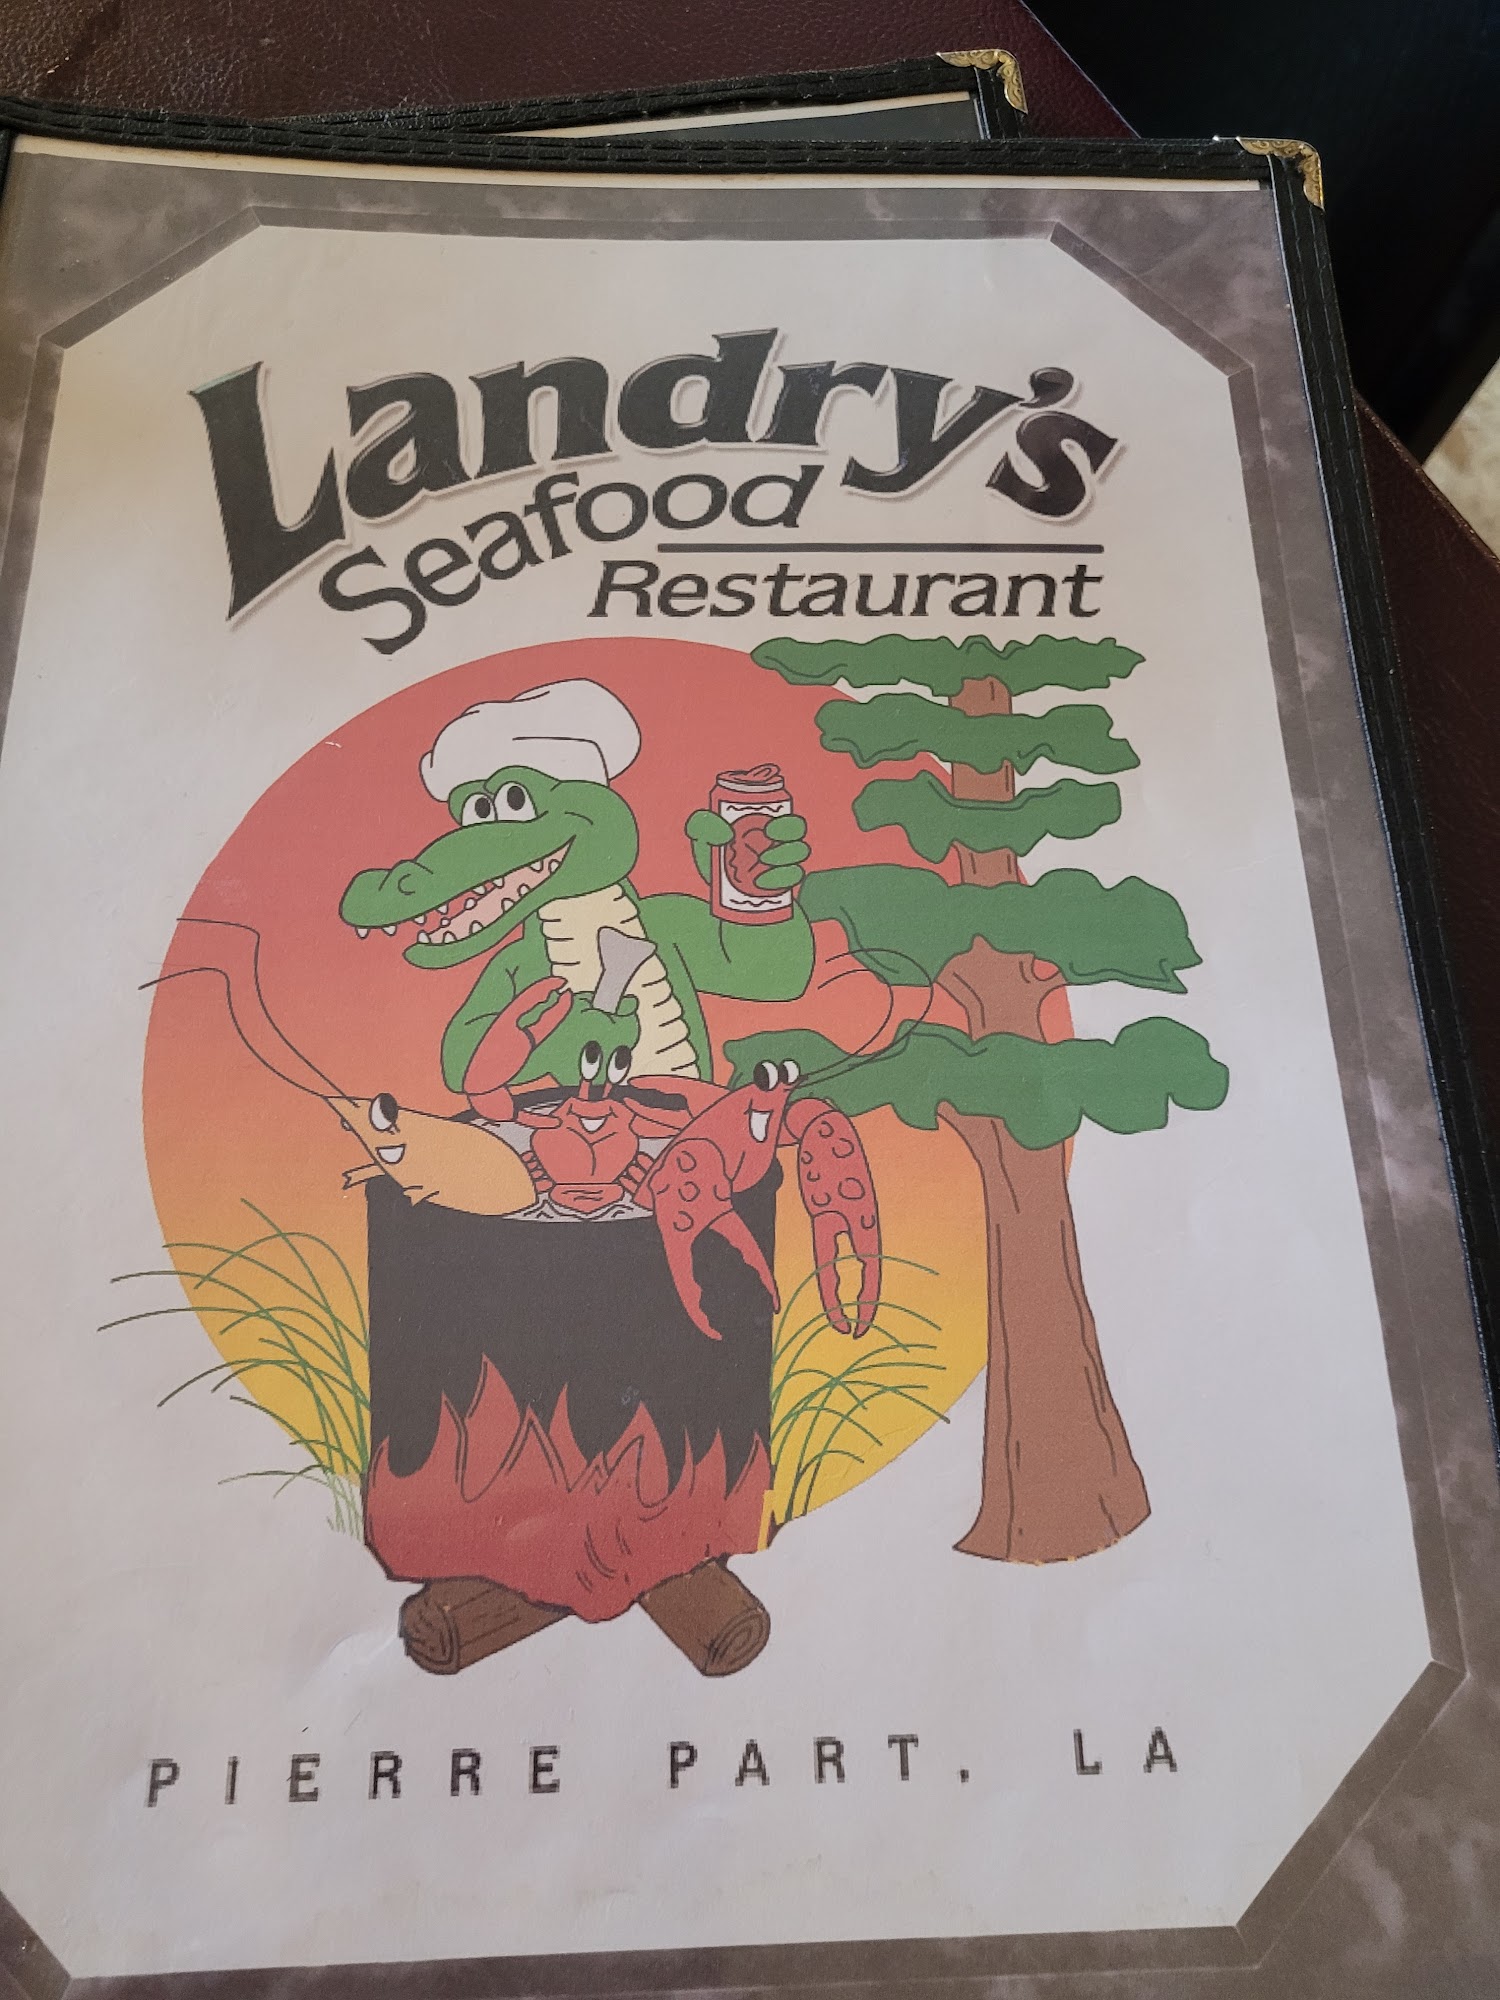 Landry's
Seafood
Restaurant
PIERRE PART, LA